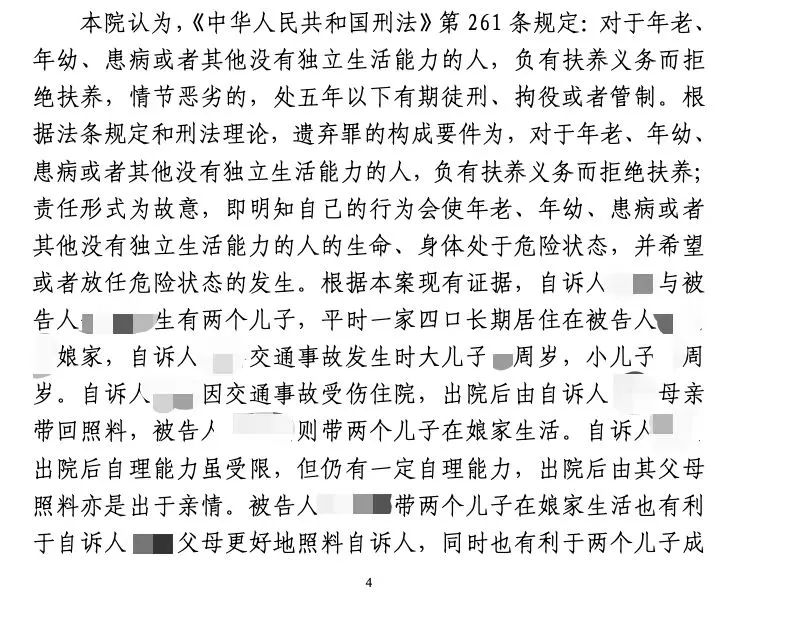 本院认为，《中华人民共和国刑法》第 261 条规定：对于年老、
年幼、患病或者其他没有独立生活能力的人，负有扶养义务而拒
绝扶养，情节恶劣的，处五年以下有期徒刑、拘役或者管制。根
据法条规定和刑法理论，遗弃罪的构成要件为，对于年老、年幼、
患病或者其他没有独立生活能力的人，负有扶养义务而拒绝扶养；
责任形式为故意，即明知自己的行为会使年老、年幼、患病或者
其他没有独立生活能力的人的生命、身体处于危险状态，并希望
或者放任危险状态的发生。根据本案现有证据，自诉人 与被
告人 生有两个儿子，平时一家四口长期居住在被告人
娘家，自诉人 交通事故发生时大儿子 周岁，小儿子 周
岁。自诉人 因交通事故受伤住院，出院后由自诉人 母亲
带回照料，被告人 则带两个儿子在娘家生活。自诉人
出院后自理能力虽受限，但仍有一定自理能力，出院后由其父母
照料亦是出于亲情。被告人 带两个儿子在娘家生活也有利
于自诉人 父母更好地照料自诉人，同时也有利于两个儿子成
4